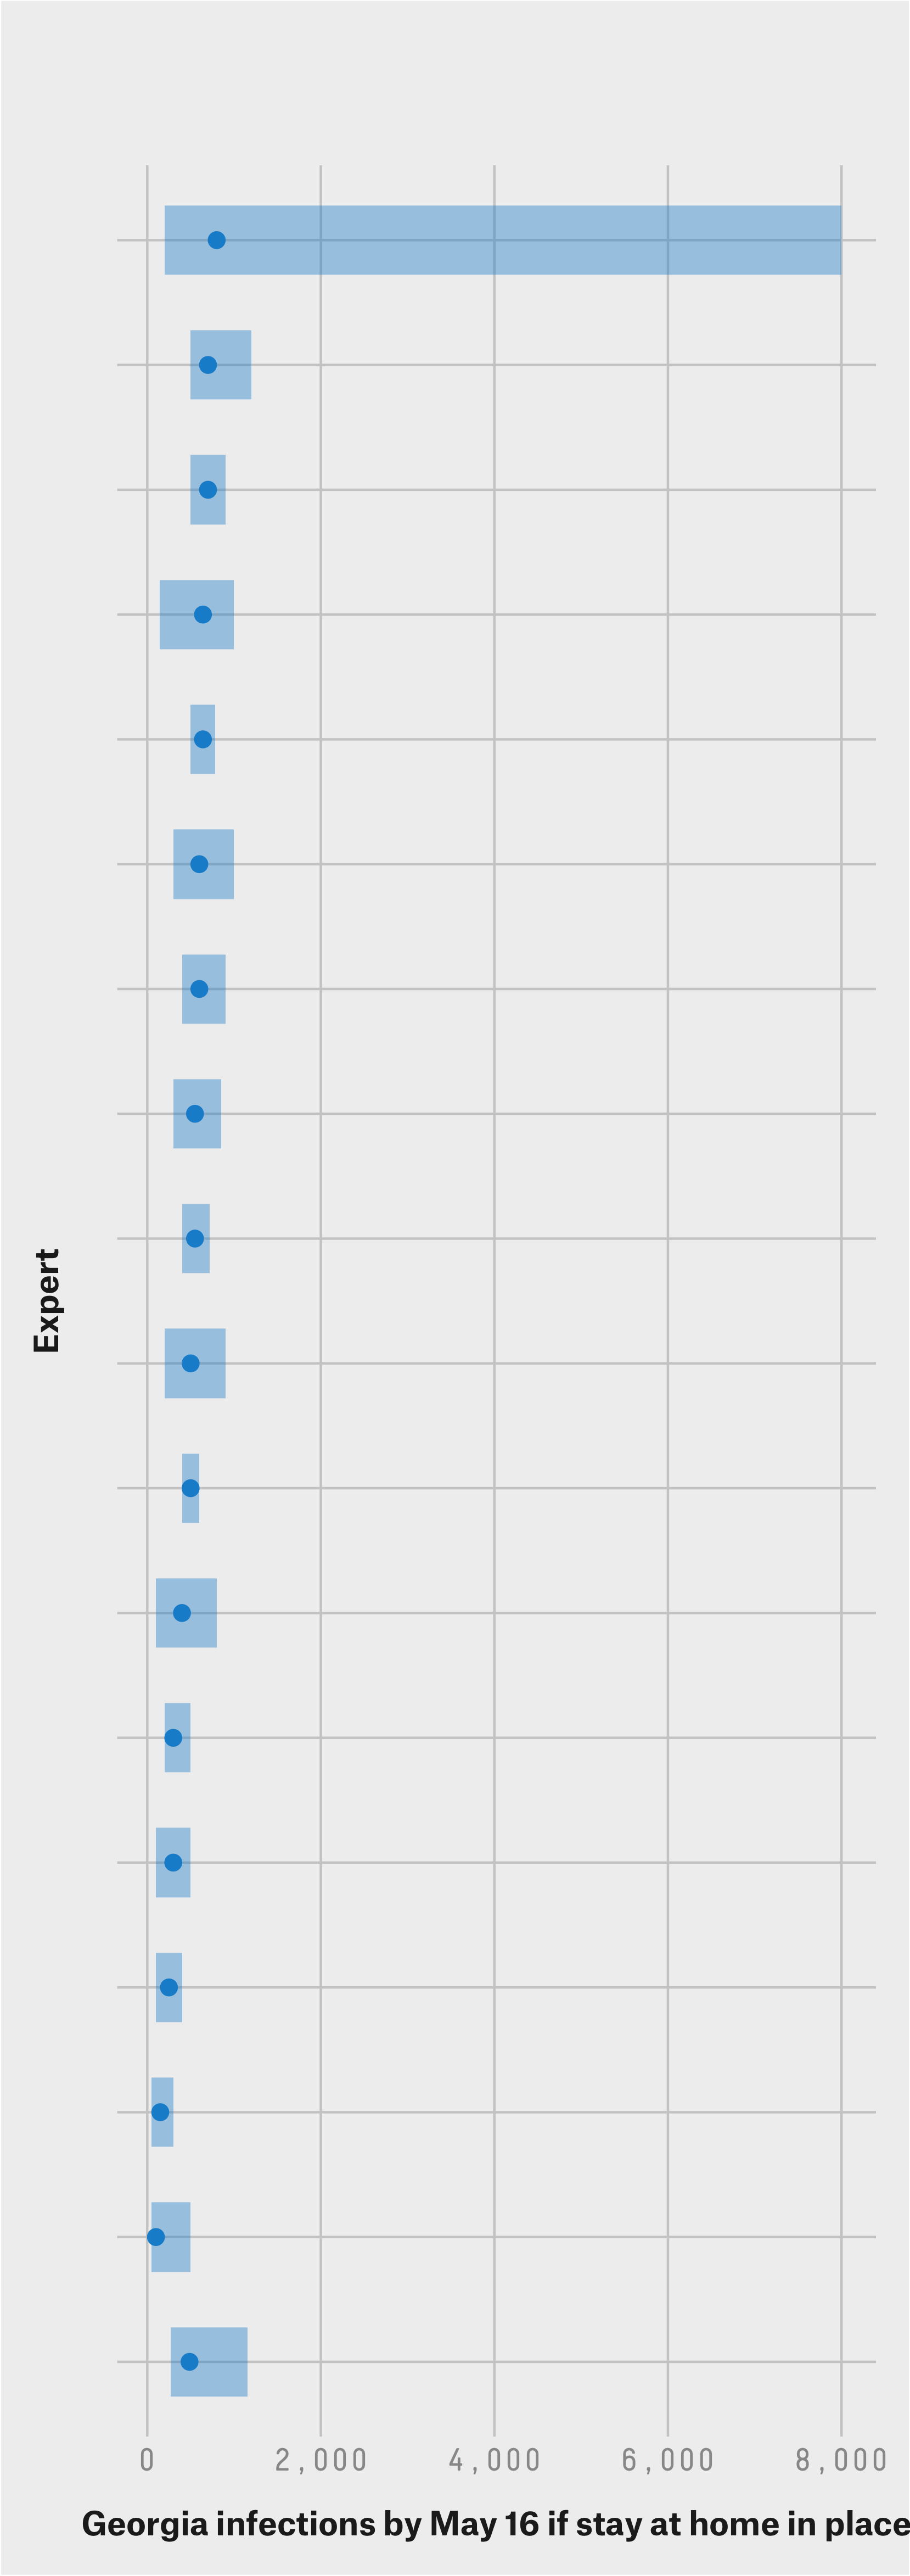 Expert
0 2,000 4,000 6,000 8,000
Georgia infections by May 16 if stay at home in place